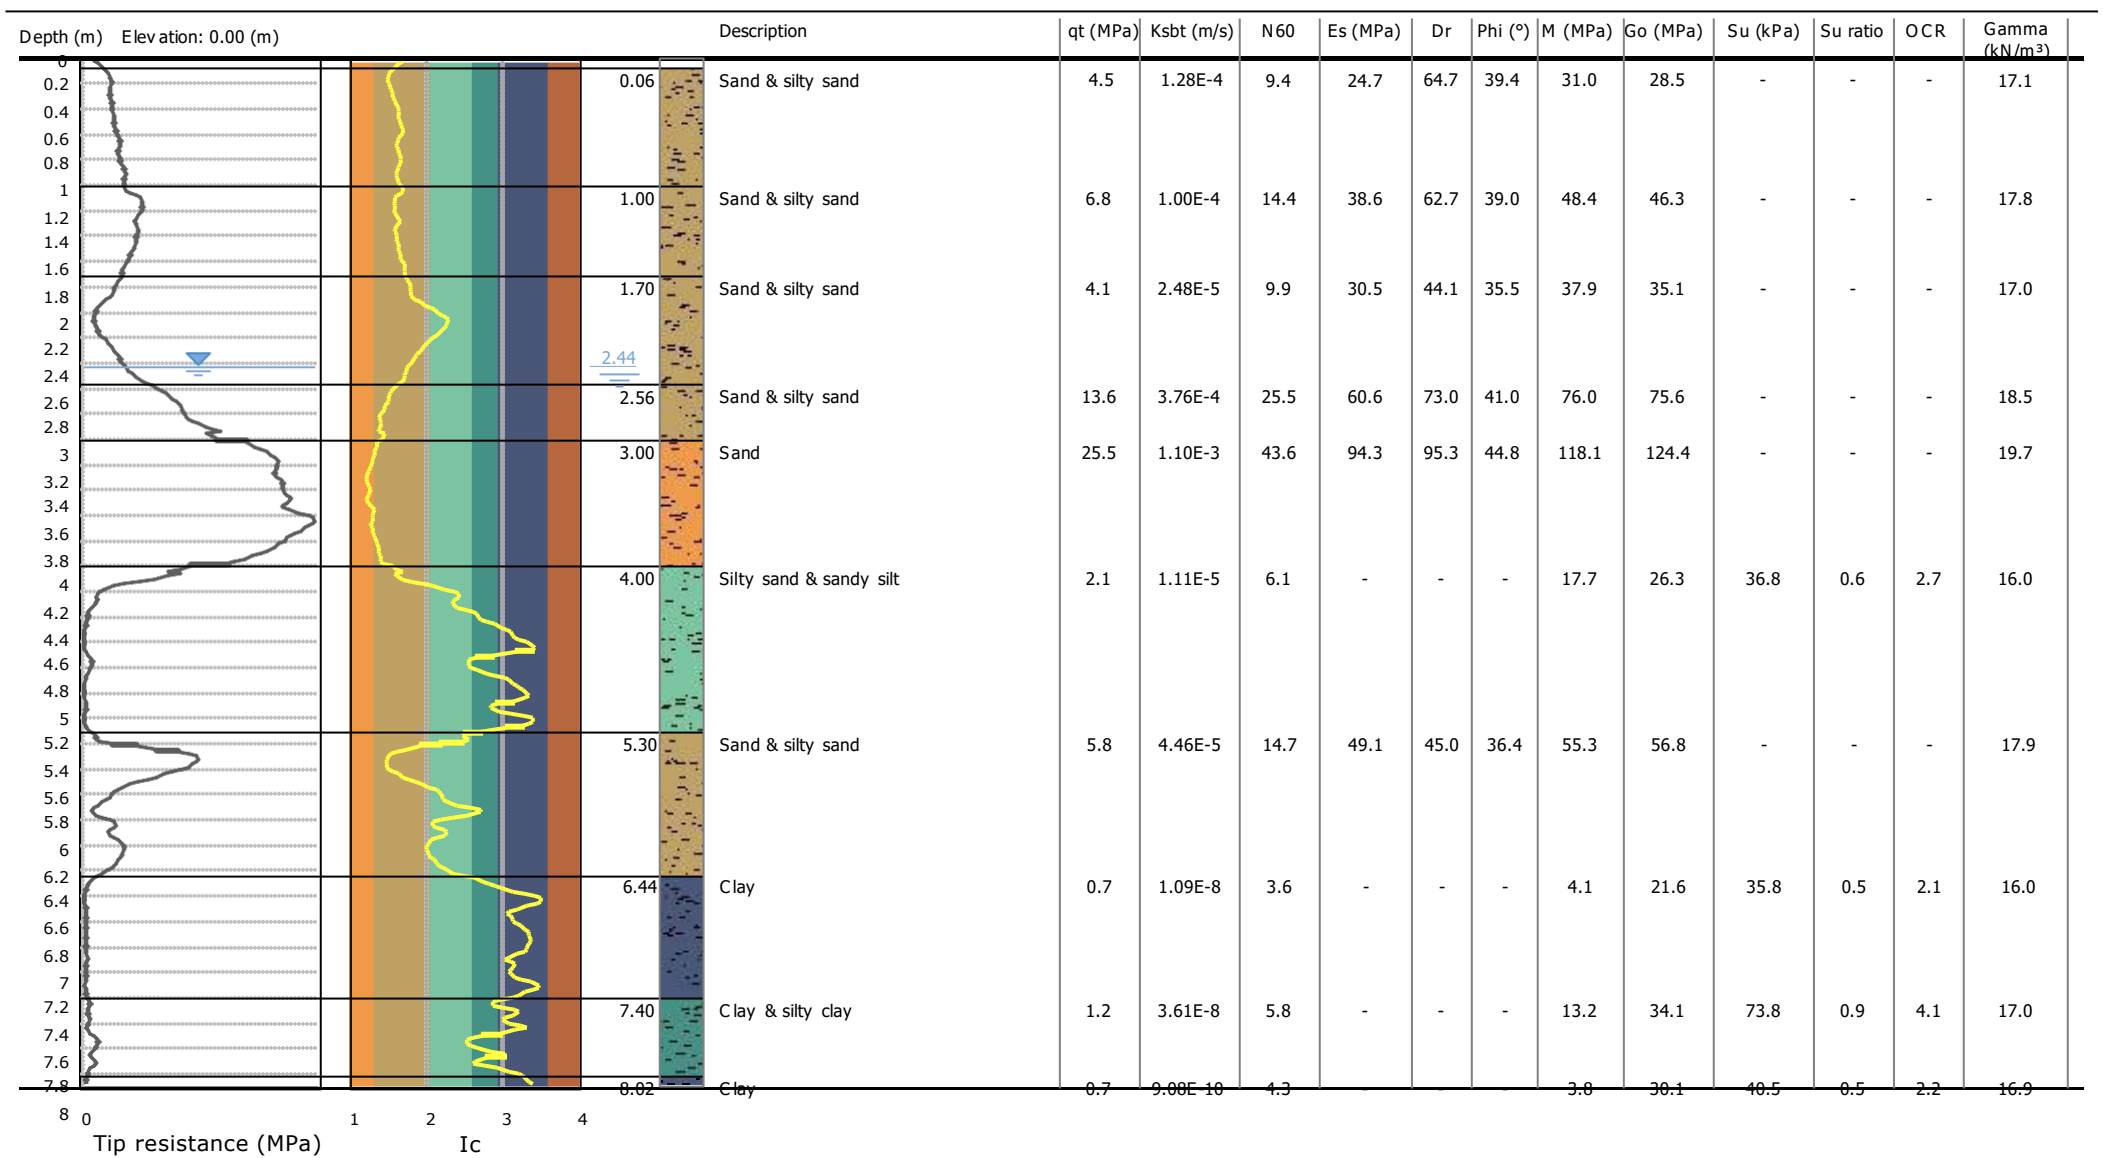 Depth (m) Elevation: 0.00 (m) Description qt (MPa) Ksbt (m/s) N60 Es (MPa) Dr Phi (°) M (MPa) Go (MPa) Su (kPa) Su ratio OCR Gamma (kN/m³)
0
0.2 0.06 Sand & silty sand 4.5 1.28E-4 9.4 24.7 64.7 39.4 31.0 28.5 - - - 17.1
0.4
0.6
0.8
1 1.00 Sand & silty sand 6.8 1.00E-4 14.4 38.6 62.7 39.0 48.4 46.3 - - - 17.8
1.2
1.4
1.6
1.8 1.70 Sand & silty sand 4.1 2.48E-5 9.9 30.5 44.1 35.5 37.9 35.1 - - - 17.0
2
2.2
2.44
2.4
2.6 2.56 Sand & silty sand 13.6 3.76E-4 25.5 60.6 73.0 41.0 76.0 75.6 - - - 18.5
2.8
3 3.00 Sand 25.5 1.10E-3 43.6 94.3 95.3 44.8 118.1 124.4 - - - 19.7
3.2
3.4
3.6
3.8
4 4.00 Silty sand & sandy silt 2.1 1.11E-5 6.1 - - - 17.7 26.3 36.8 0.6 2.7 16.0
4.2
4.4
4.6
4.8
5
5.2 5.30 Sand & silty sand 5.8 4.46E-5 14.7 49.1 45.0 36.4 55.3 56.8 - - - 17.9
5.4
5.6
5.8
6
6.2 6.44 Clay 0.7 1.09E-8 3.6 - - - 4.1 21.6 35.8 0.5 2.1 16.0
6.4
6.6
6.8
7
7.2 7.40 Clay & silty clay 1.2 3.61E-8 5.8 - - - 13.2 34.1 73.8 0.9 4.1 17.0
7.4
7.6
7.8 8.02 Clay 0.7 9.08E-10 4.3 - - - 3.8 30.1 40.5 0.5 2.2 16.9
8 0 1 2 3 4
Tip resistance (MPa) Ic